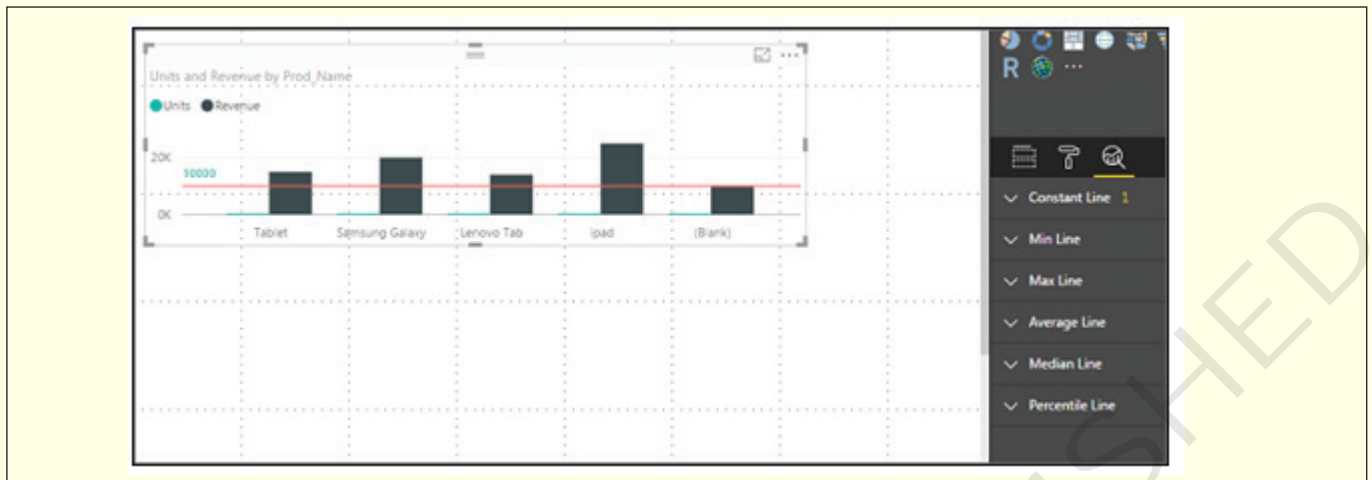 Units and Revenue by Prod_Name
Units Revenue
20K
10000
0K
Tablet Samsung Galaxy Lenovo Tab ipad (Blank)
R ...
Constant Line 1
Min Line
Max Line
Average Line
Median Line
Percentile Line
SHED